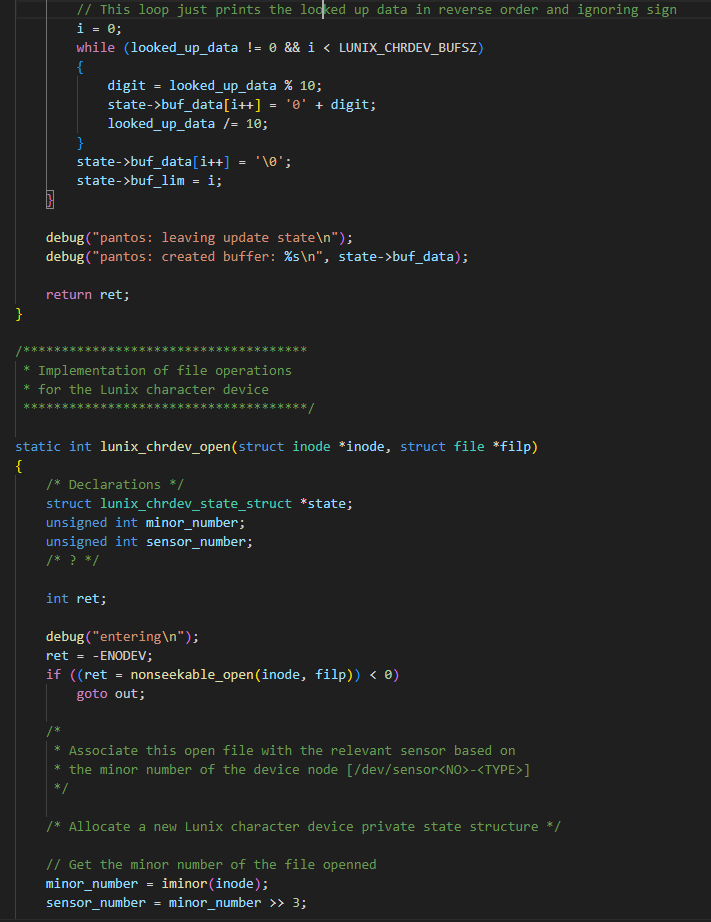 // This loop just prints the looked up data in reverse order and ignoring sign
i = 0;
while (looked_up_data != 0 && i < LUNIX_CHRDEV_BUFSZ)
{
digit = looked_up_data % 10;
state->buf_data[i++] = '0' + digit;
looked_up_data /= 10;
}
state->buf_data[i++] = '\0';
state->buf_lim = i;
}
debug("pantos: leaving update state\n");
debug("pantos: created buffer: %s\n", state->buf_data);
return ret;
}
/*************************************
* Implementation of file operations
* for the Lunix character device
*************************************/
static int lunix_chrdev_open(struct inode *inode, struct file *filp)
{
/* Declarations */
struct lunix_chrdev_state_struct *state;
unsigned int minor_number;
unsigned int sensor_number;
/* ? */
int ret;
debug("entering\n");
ret = -ENODEV;
if ((ret = nonseekable_open(inode, filp)) < 0)
goto out;
/*
* Associate this open file with the relevant sensor based on
* the minor number of the device node [/dev/sensor<NO>-<TYPE>]
*/
/* Allocate a new Lunix character device private state structure */
// Get the minor number of the file openned
minor_number = iminor(inode);
sensor_number = minor_number >> 3;